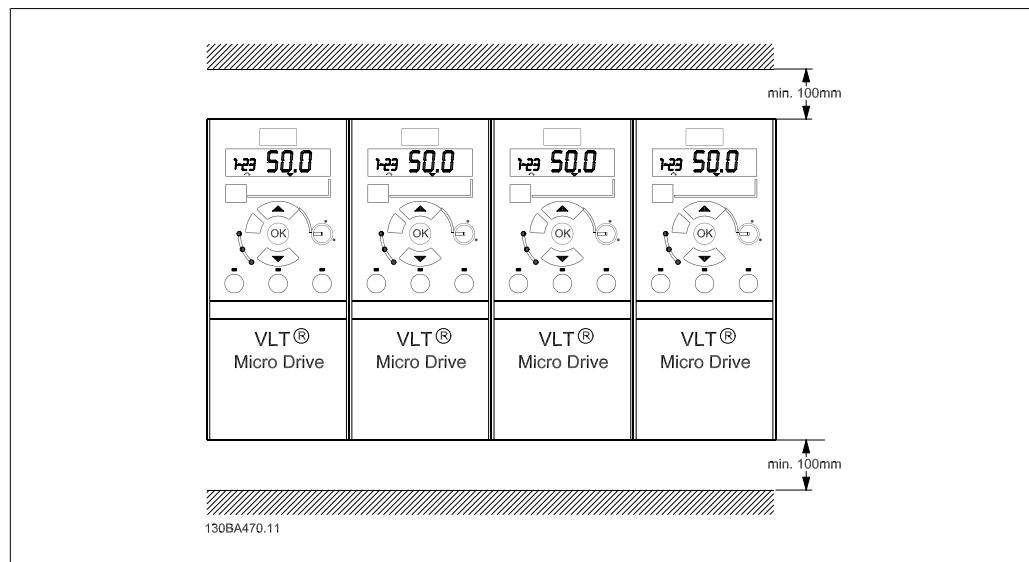 min. 100mm
1-23 50.0
1-23 50.0
1-23 50.0
1-23 50.0
OK
OK
OK
OK
VLT®
Micro Drive
VLT®
Micro Drive
VLT®
Micro Drive
VLT®
Micro Drive
min. 100mm
130BA470.11